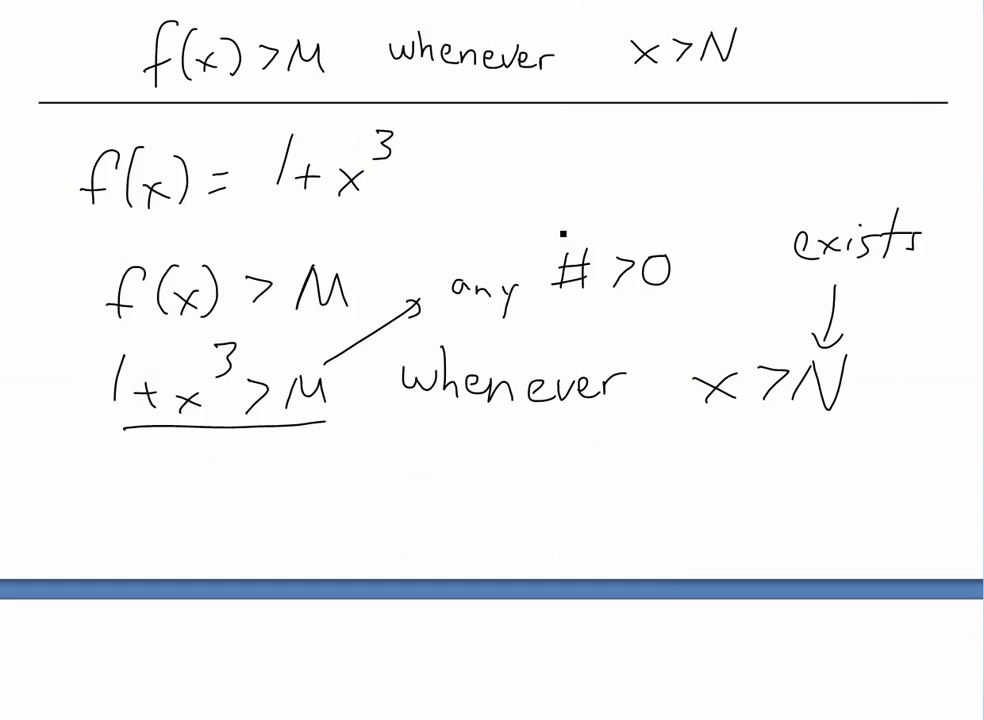 f(x) > M whenever x > N
f(x) = 1 + x³
exists
f(x) > M any # > 0
1 + x³ > M whenever x > N